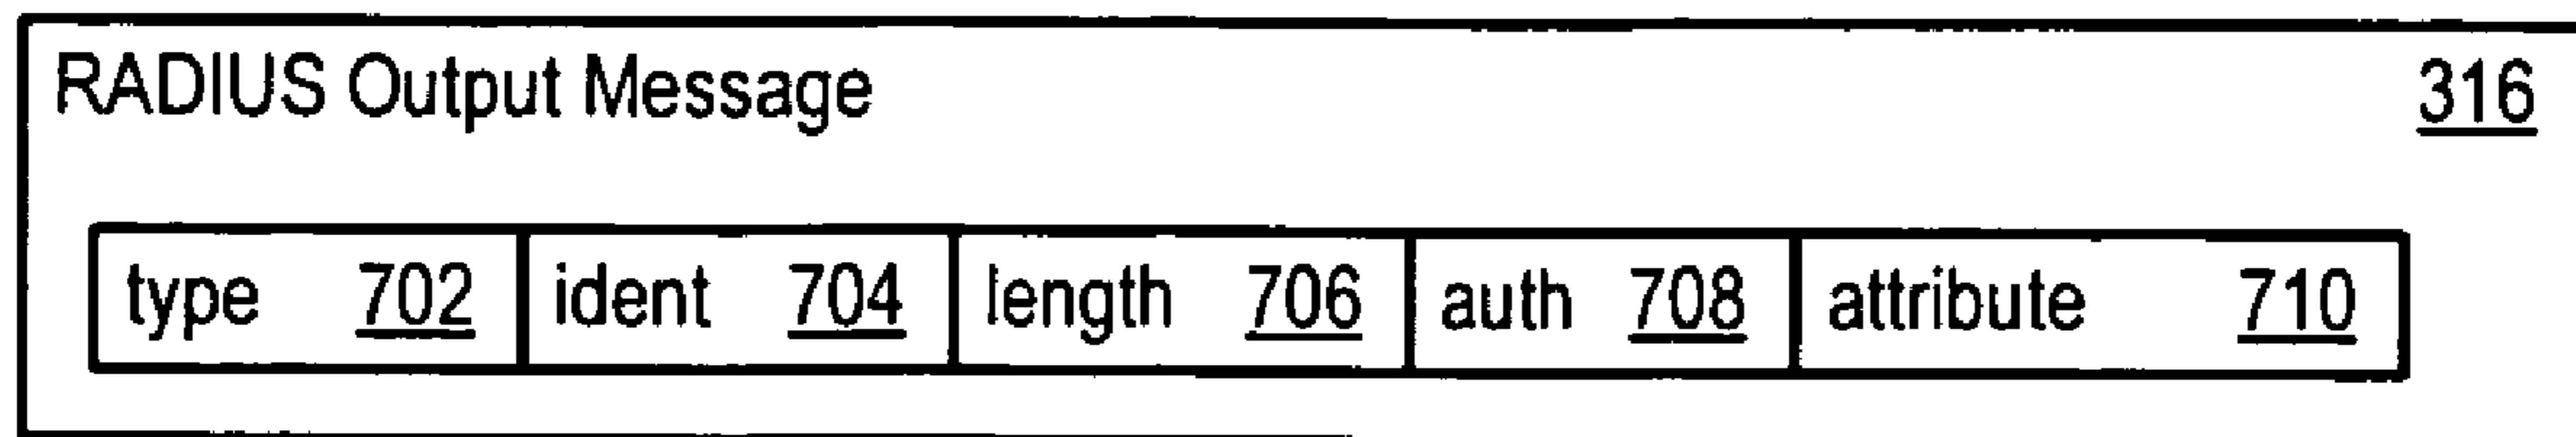 RADIUS Output Message 316
type 702 ident 704 length 706 auth 708 attribute 710